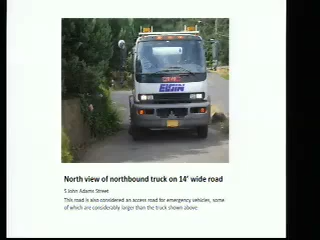 ELGIN
North view of northbound truck on 14' wide road
S John Adams Street
This road is also considered an access road for emergency vehicles, some
of which are considerably larger than the truck shown above.